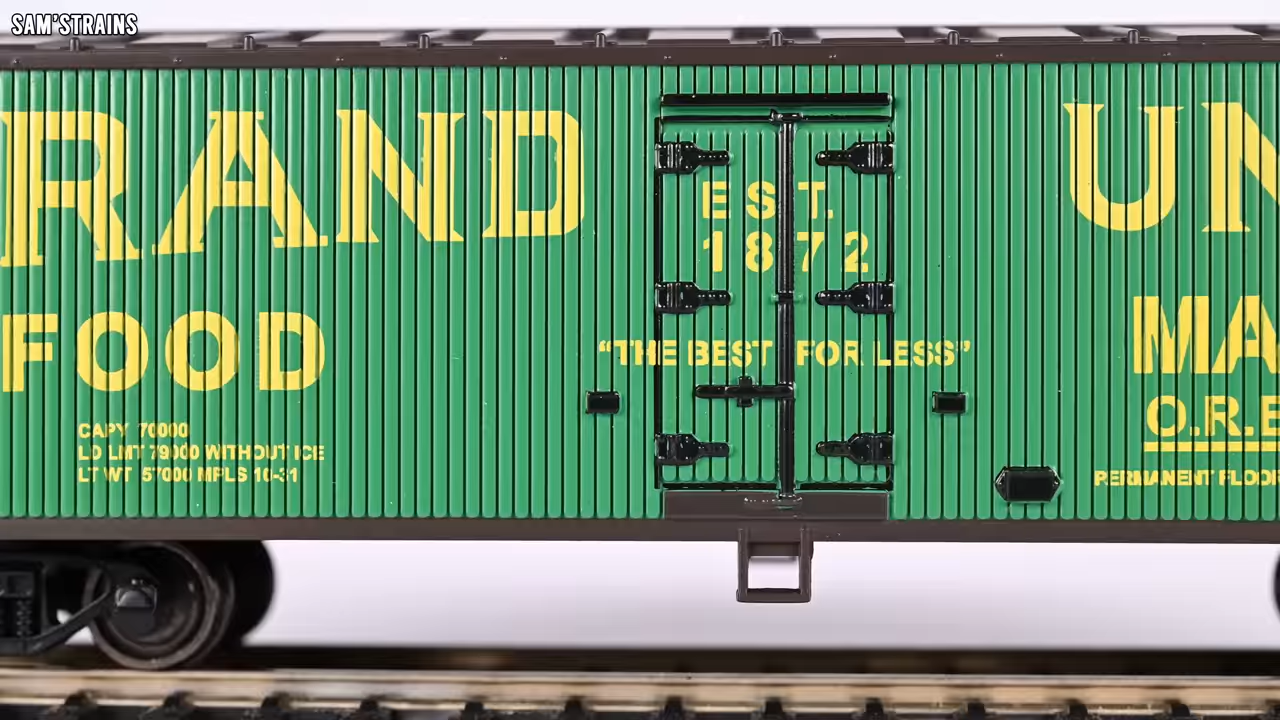 SAM'STRAINS
RAND
UN
EST.
1872
FOOD
MA
"THE BEST FOR LESS"
O.R.E
CAPY 70000
LD LMT 79000 WITHOUT ICE
LT WT 57000 MPLS 10-31
PERMANENT FLOOR